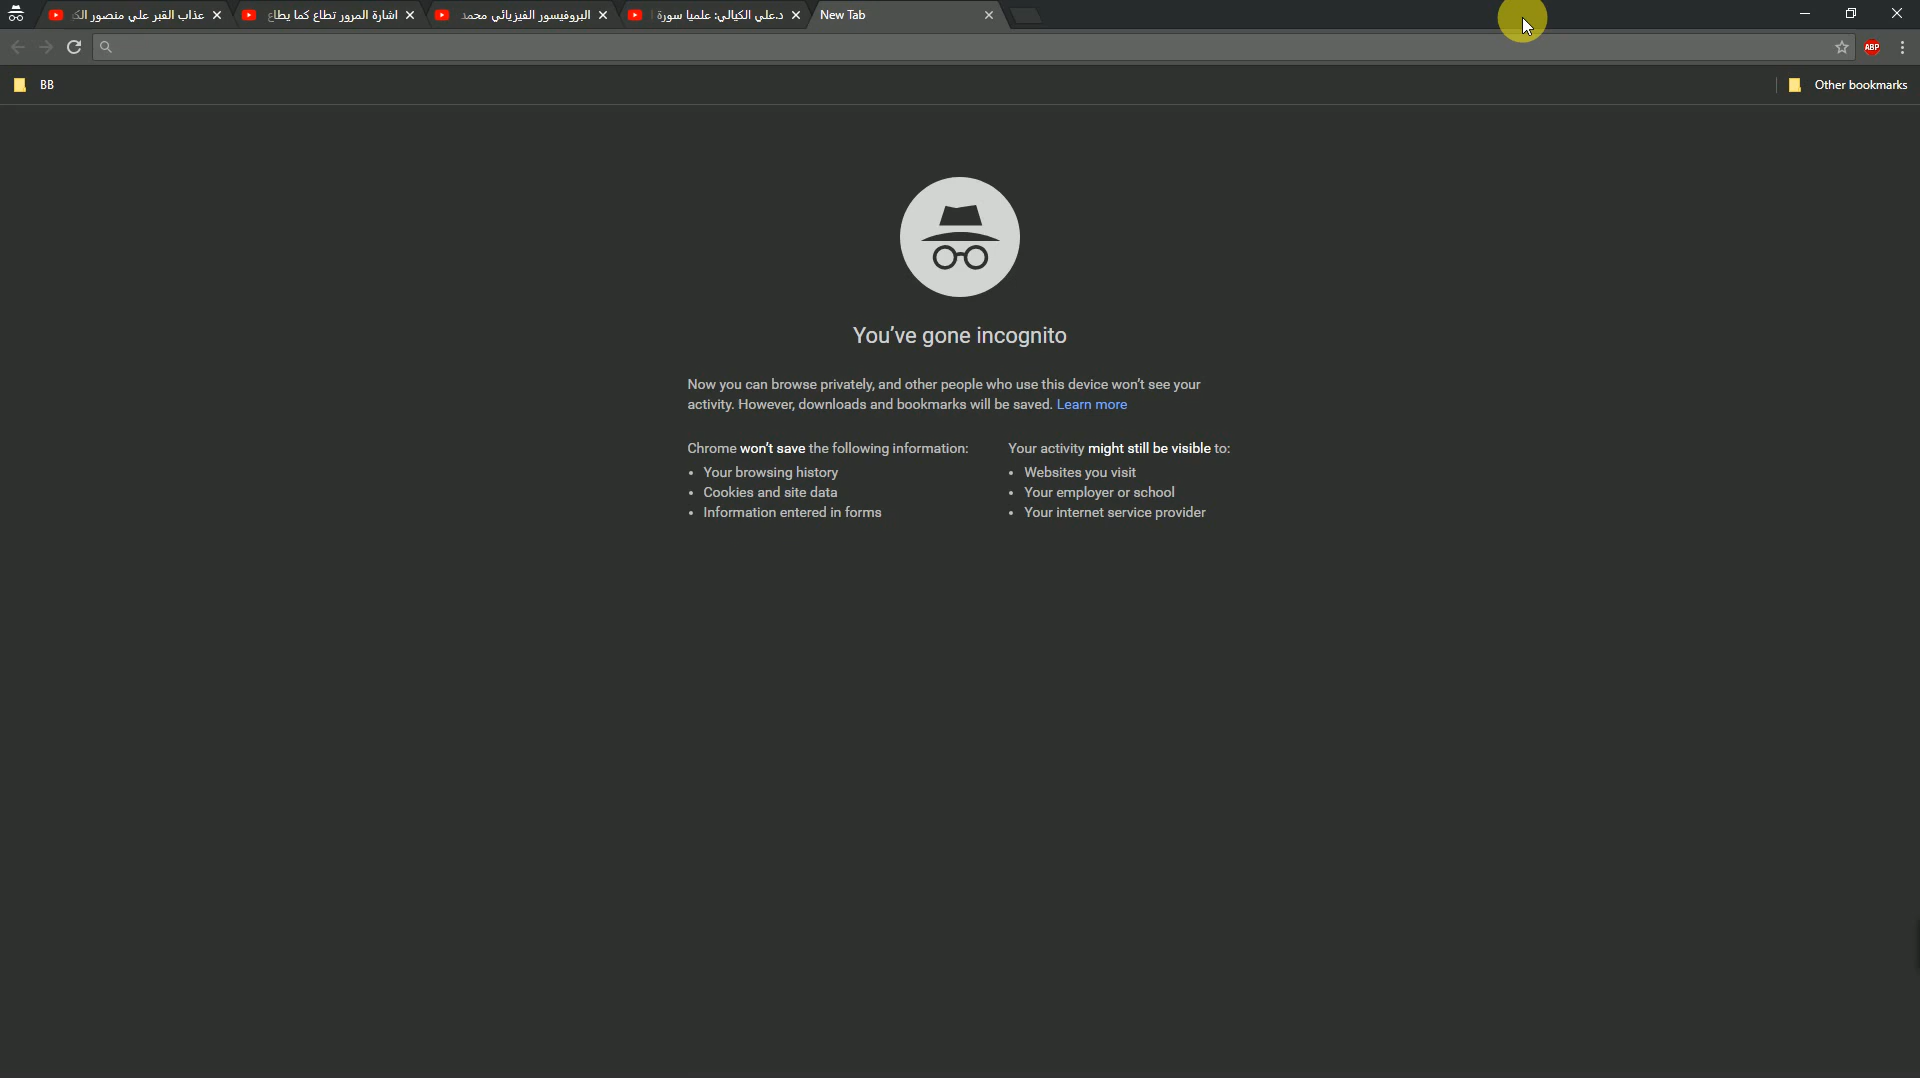 عذاب القبر علي منصور
اشارة المرور تطاع كما يطاع
البروفيسور الفيزيائي محمد
د.علي الكيالي: علميا سورة
New Tab
ABP
BB
Other bookmarks
You've gone incognito
Now you can browse privately, and other people who use this device won't see your
activity. However, downloads and bookmarks will be saved. Learn more
Chrome won't save the following information:
Your browsing history
Cookies and site data
Information entered in forms
Your activity might still be visible to:
Websites you visit
Your employer or school
Your internet service provider